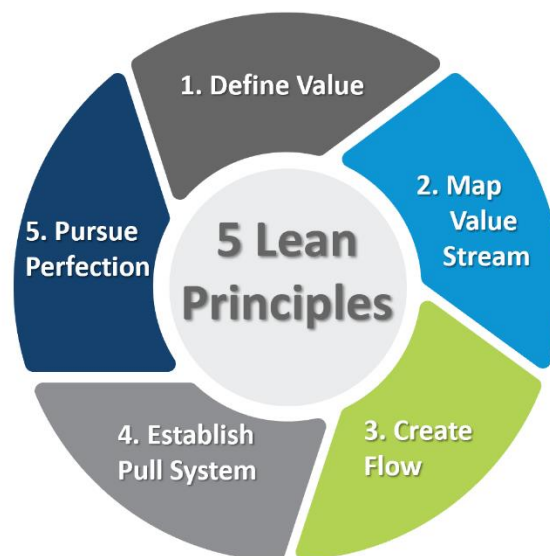 5 Lean
Principles
1. Define Value
2. Map
Value
Stream
3. Create
Flow
4. Establish
Pull System
5. Pursue
Perfection